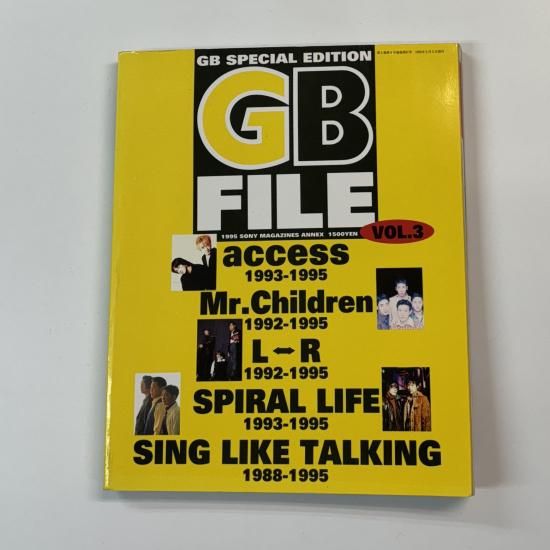 GB SPECIAL EDITION
GB
FILE
1995 SONY MAGAZINES ANNEX 1500YEN
VOL.3
access
1993-1995
Mr.Children
1992-1995
L⇔R
1992-1995
SPIRAL LIFE
1993-1995
SING LIKE TALKING
1988-1995